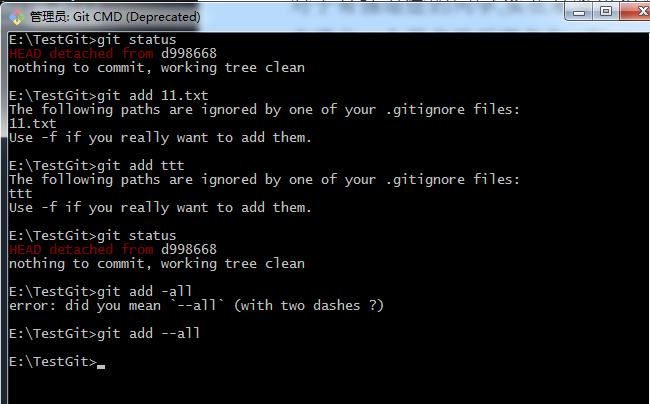 管理员: Git CMD (Deprecated)
E:\TestGit>git status
HEAD detached from d998668
nothing to commit, working tree clean
E:\TestGit>git add 11.txt
The following paths are ignored by one of your .gitignore files:
11.txt
Use -f if you really want to add them.
E:\TestGit>git add ttt
The following paths are ignored by one of your .gitignore files:
ttt
Use -f if you really want to add them.
E:\TestGit>git status
HEAD detached from d998668
nothing to commit, working tree clean
E:\TestGit>git add -all
error: did you mean `--all` (with two dashes ?)
E:\TestGit>git add --all
E:\TestGit>